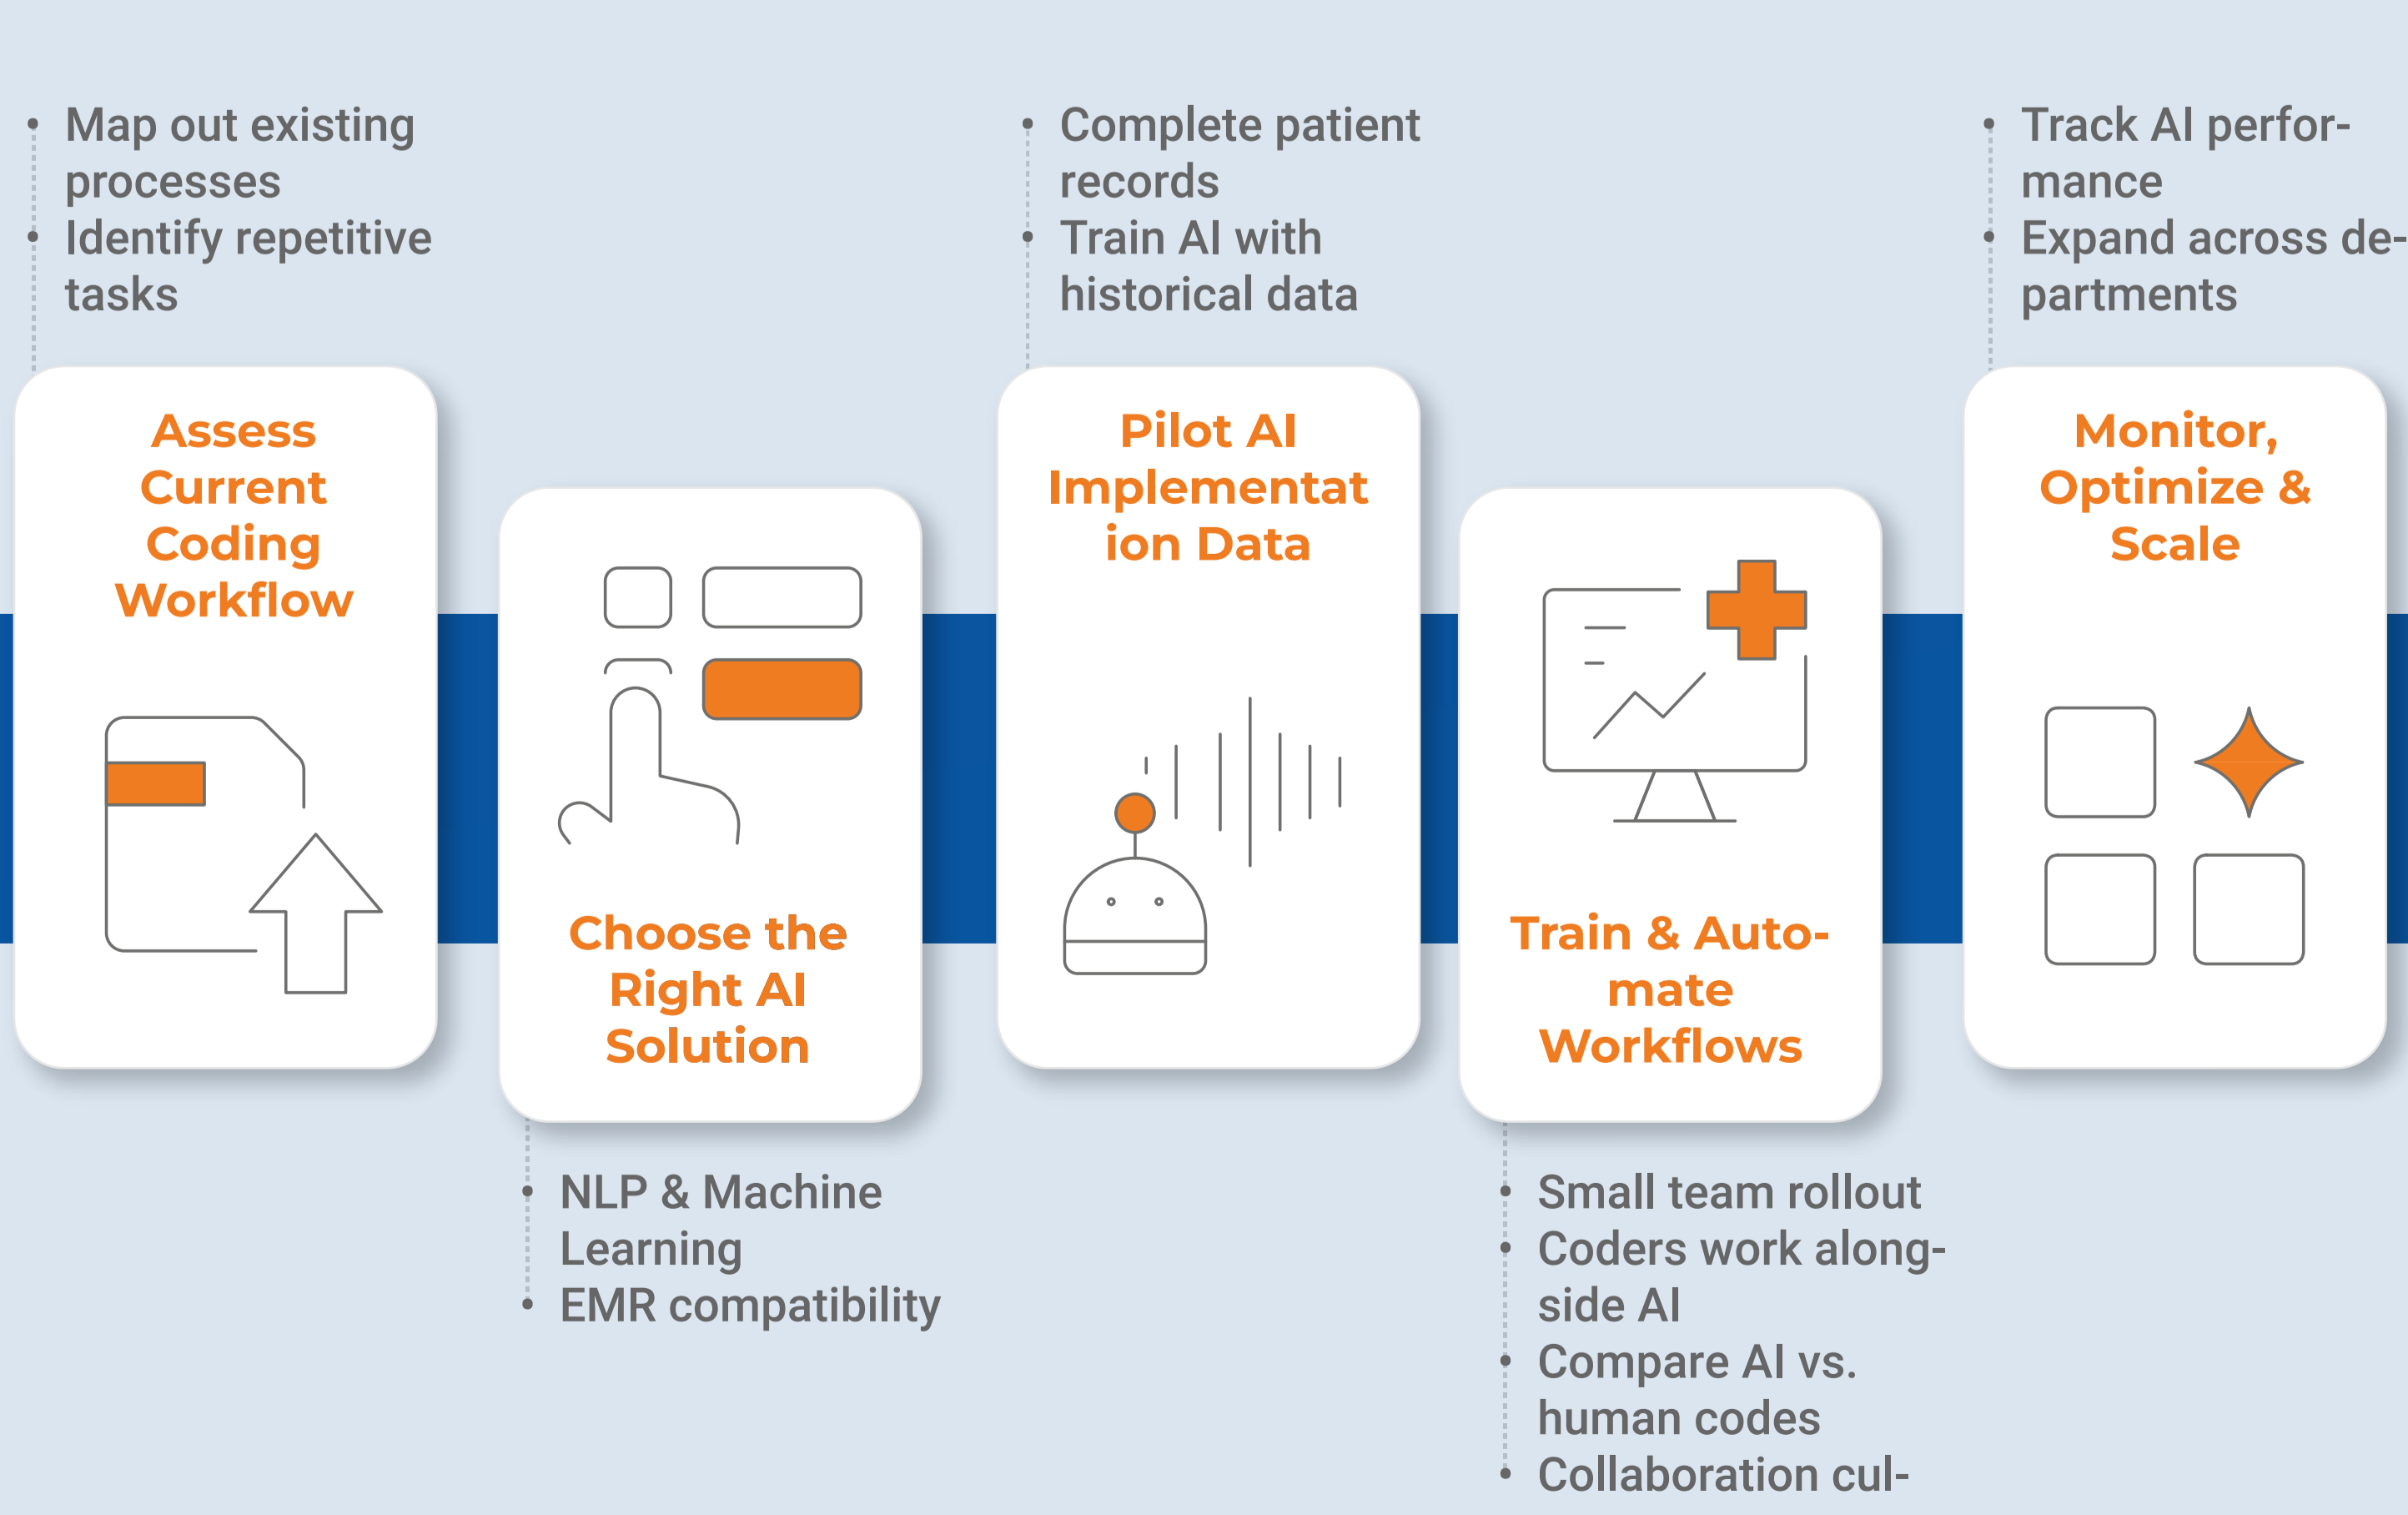 Map out existing
processes
Identify repetitive
tasks
Assess
Current
Coding
Workflow
Choose the
Right AI
Solution
NLP & Machine
Learning
EMR compatibility
Complete patient
records
Train AI with
historical data
Pilot AI
Implementat
ion Data
Train & Auto-
mate
Workflows
Small team rollout
Coders work along-
side AI
Compare AI vs.
human codes
Collaboration cul-
Track AI perfor-
mance
Expand across de-
partments
Monitor,
Optimize &
Scale